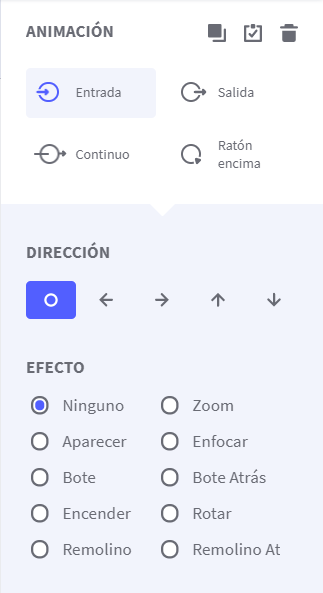 ANIMACIÓN
Entrada
Salida
Continuo
Ratón
encima
DIRECCIÓN
EFECTO
Ninguno
Zoom
Aparecer
Enfocar
Bote
Bote Atrás
Encender
Rotar
Remolino
Remolino At